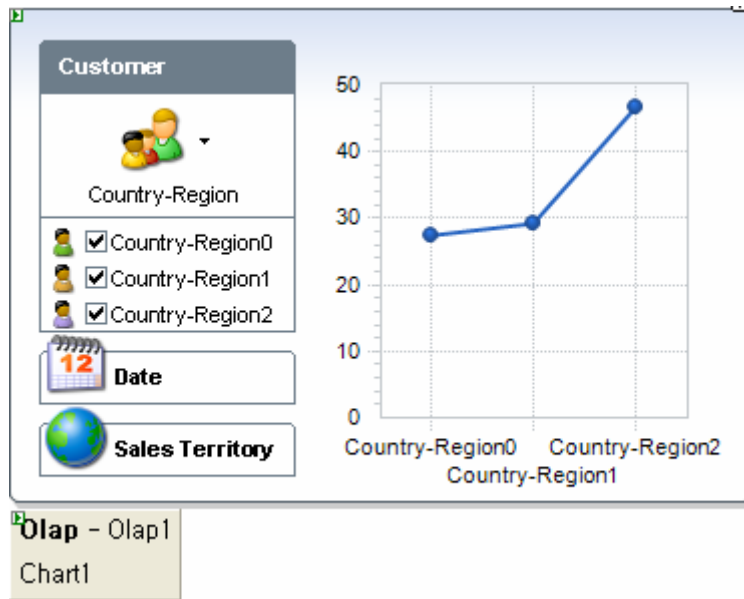 Customer
Country-Region
Country-Region0
Country-Region1
Country-Region2
12
Date
Sales Territory
50
40
30
20
10
0
Country-Region0 Country-Region2
Country-Region1
Olap - Olap1
Chart1